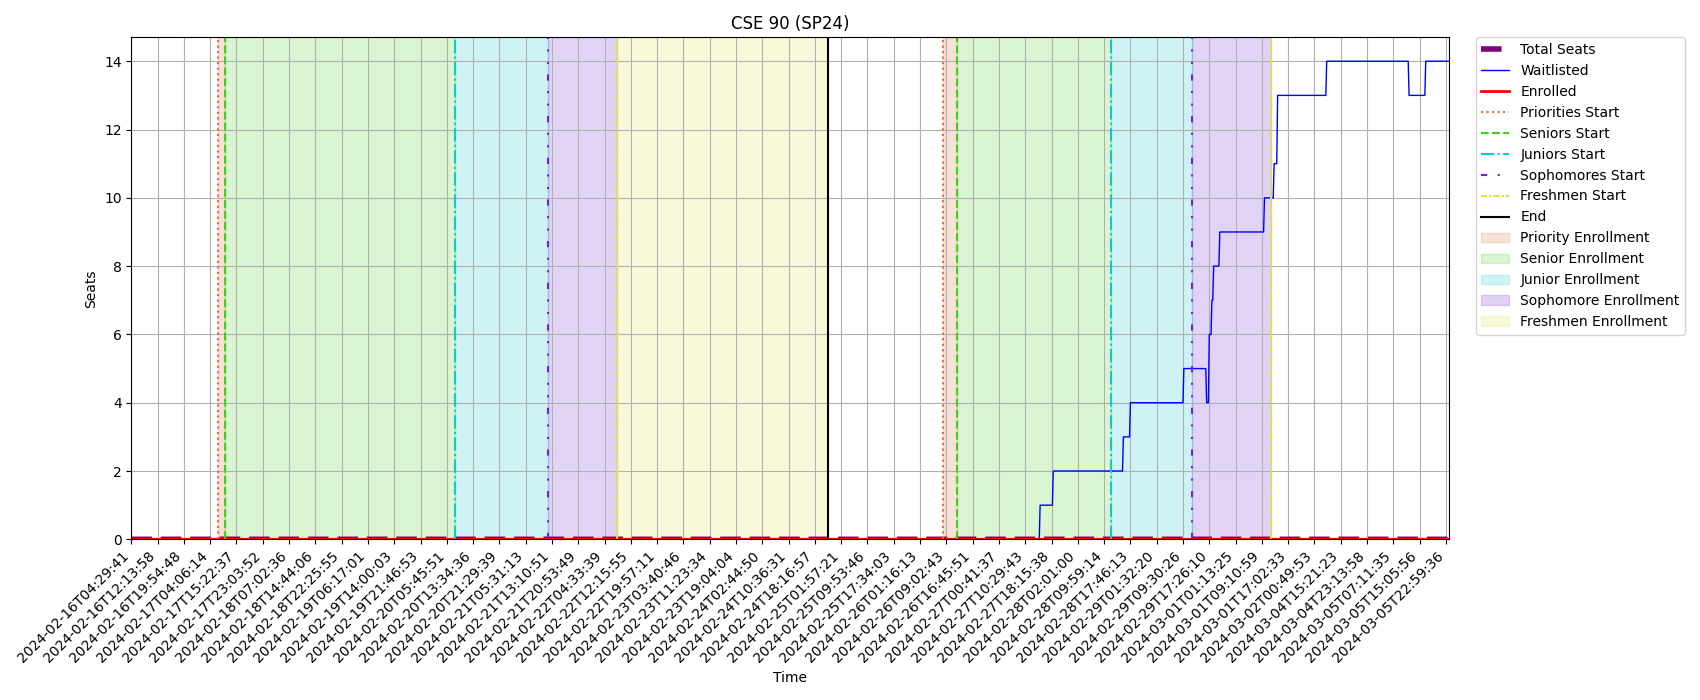 CSE 90 (SP24)
14
12
10
8
6
4
2
0
Seats
2024-02-16T04:29:41
2024-02-16T12:13:58
2024-02-16T19:54:48
2024-02-17T04:06:14
2024-02-17T15:22:37
2024-02-17T23:03:52
2024-02-18T07:02:36
2024-02-18T14:44:06
2024-02-18T22:25:55
2024-02-19T06:17:01
2024-02-19T14:00:03
2024-02-19T21:46:53
2024-02-20T05:45:51
2024-02-20T13:34:36
2024-02-20T21:29:39
2024-02-21T05:31:13
2024-02-21T13:10:51
2024-02-21T20:53:49
2024-02-22T04:33:39
2024-02-22T12:15:55
2024-02-22T19:57:11
2024-02-23T03:40:46
2024-02-23T11:23:34
2024-02-23T19:04:04
2024-02-24T02:44:50
2024-02-24T10:36:31
2024-02-24T18:16:57
2024-02-25T01:57:21
2024-02-25T09:53:46
2024-02-25T17:34:03
2024-02-26T01:16:13
2024-02-26T09:02:43
2024-02-26T16:45:51
2024-02-27T00:41:37
2024-02-27T10:29:43
2024-02-27T18:15:38
2024-02-28T02:01:00
2024-02-28T09:59:14
2024-02-28T17:46:13
2024-02-29T01:32:20
2024-02-29T09:30:26
2024-02-29T17:26:10
2024-03-01T01:13:25
2024-03-01T09:10:59
2024-03-01T17:02:33
2024-03-02T00:49:53
2024-03-04T15:21:23
2024-03-04T23:13:58
2024-03-05T07:11:35
2024-03-05T15:05:56
2024-03-05T22:59:36
Time
Total Seats
Waitlisted
Enrolled
Priorities Start
Seniors Start
Juniors Start
Sophomores Start
Freshmen Start
End
Priority Enrollment
Senior Enrollment
Junior Enrollment
Sophomore Enrollment
Freshmen Enrollment